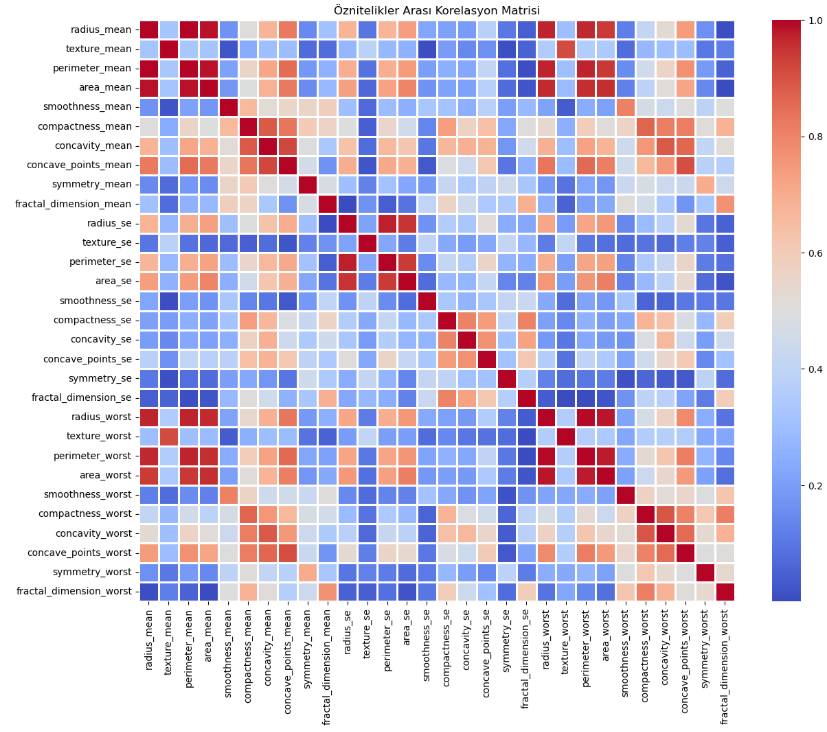 Öznitelikler Arası Korelasyon Matrisi
radius_mean
texture_mean
perimeter_mean
area_mean
smoothness_mean
compactness_mean
concavity_mean
concave_points_mean
symmetry_mean
fractal_dimension_mean
radius_se
texture_se
perimeter_se
area_se
smoothness_se
compactness_se
concavity_se
concave_points_se
symmetry_se
fractal_dimension_se
radius_worst
texture_worst
perimeter_worst
area_worst
smoothness_worst
compactness_worst
concavity_worst
concave_points_worst
symmetry_worst
fractal_dimension_worst
radius_mean
texture_mean
perimeter_mean
area_mean
smoothness_mean
compactness_mean
concavity_mean
concave_points_mean
symmetry_mean
fractal_dimension_mean
radius_se
texture_se
perimeter_se
area_se
smoothness_se
compactness_se
concavity_se
concave_points_se
symmetry_se
fractal_dimension_se
radius_worst
texture_worst
perimeter_worst
area_worst
smoothness_worst
compactness_worst
concavity_worst
concave_points_worst
symmetry_worst
fractal_dimension_worst
1.0
0.8
0.6
0.4
0.2